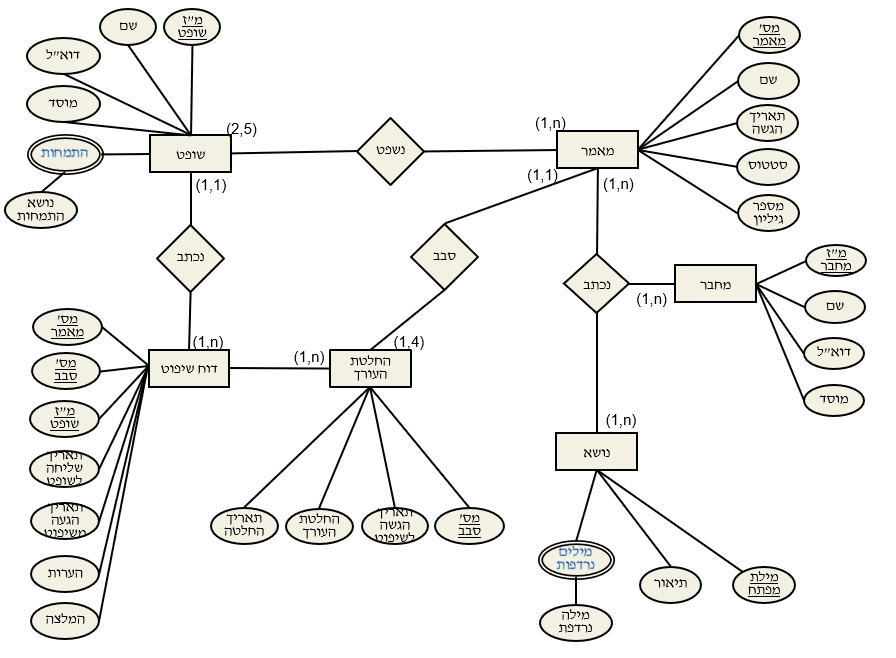 מ״ז
שופט
שם
דוא״ל
מוסד
התמחות
נושא
התמחות
(2,5)
שופט
(1,1)
נשפט
(1,n)
מאמר
(1,1)
(1,n)
מס'
מאמר
שם
תאריך
הגשה
סטטוס
מספר
גיליון
נכתב
סבב
נכתב
(1,n)
מחבר
מ״ז
מחבר
שם
דוא״ל
מוסד
(1,n)
דוח שיפוט
(1,n)
(1,4)
החלטת
העורך
מס'
מאמר
מס'
סבב
מ״ז
שופט
תאריך
שליחה
לשופט
תאריך
הגעה
משיפוט
הערות
המלצה
תאריך
החלטה
החלטת
העורך
תאריך
הגשה
לשיפוט
מס'
סבב
(1,n)
נושא
מילים
נרדפות
מילה
נרדפת
תיאור
מילת
מפתח